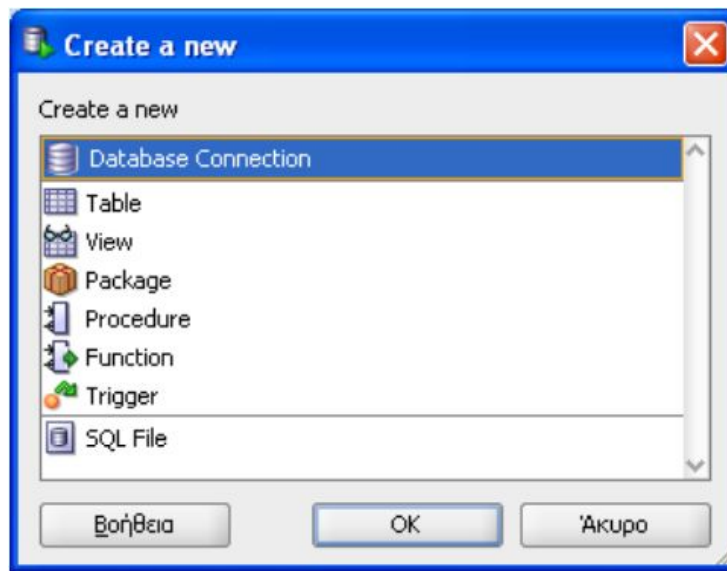 Create a new
Create a new
Database Connection
Table
View
Package
Procedure
Function
Trigger
SQL File
Βοήθεια OK Άκυρο